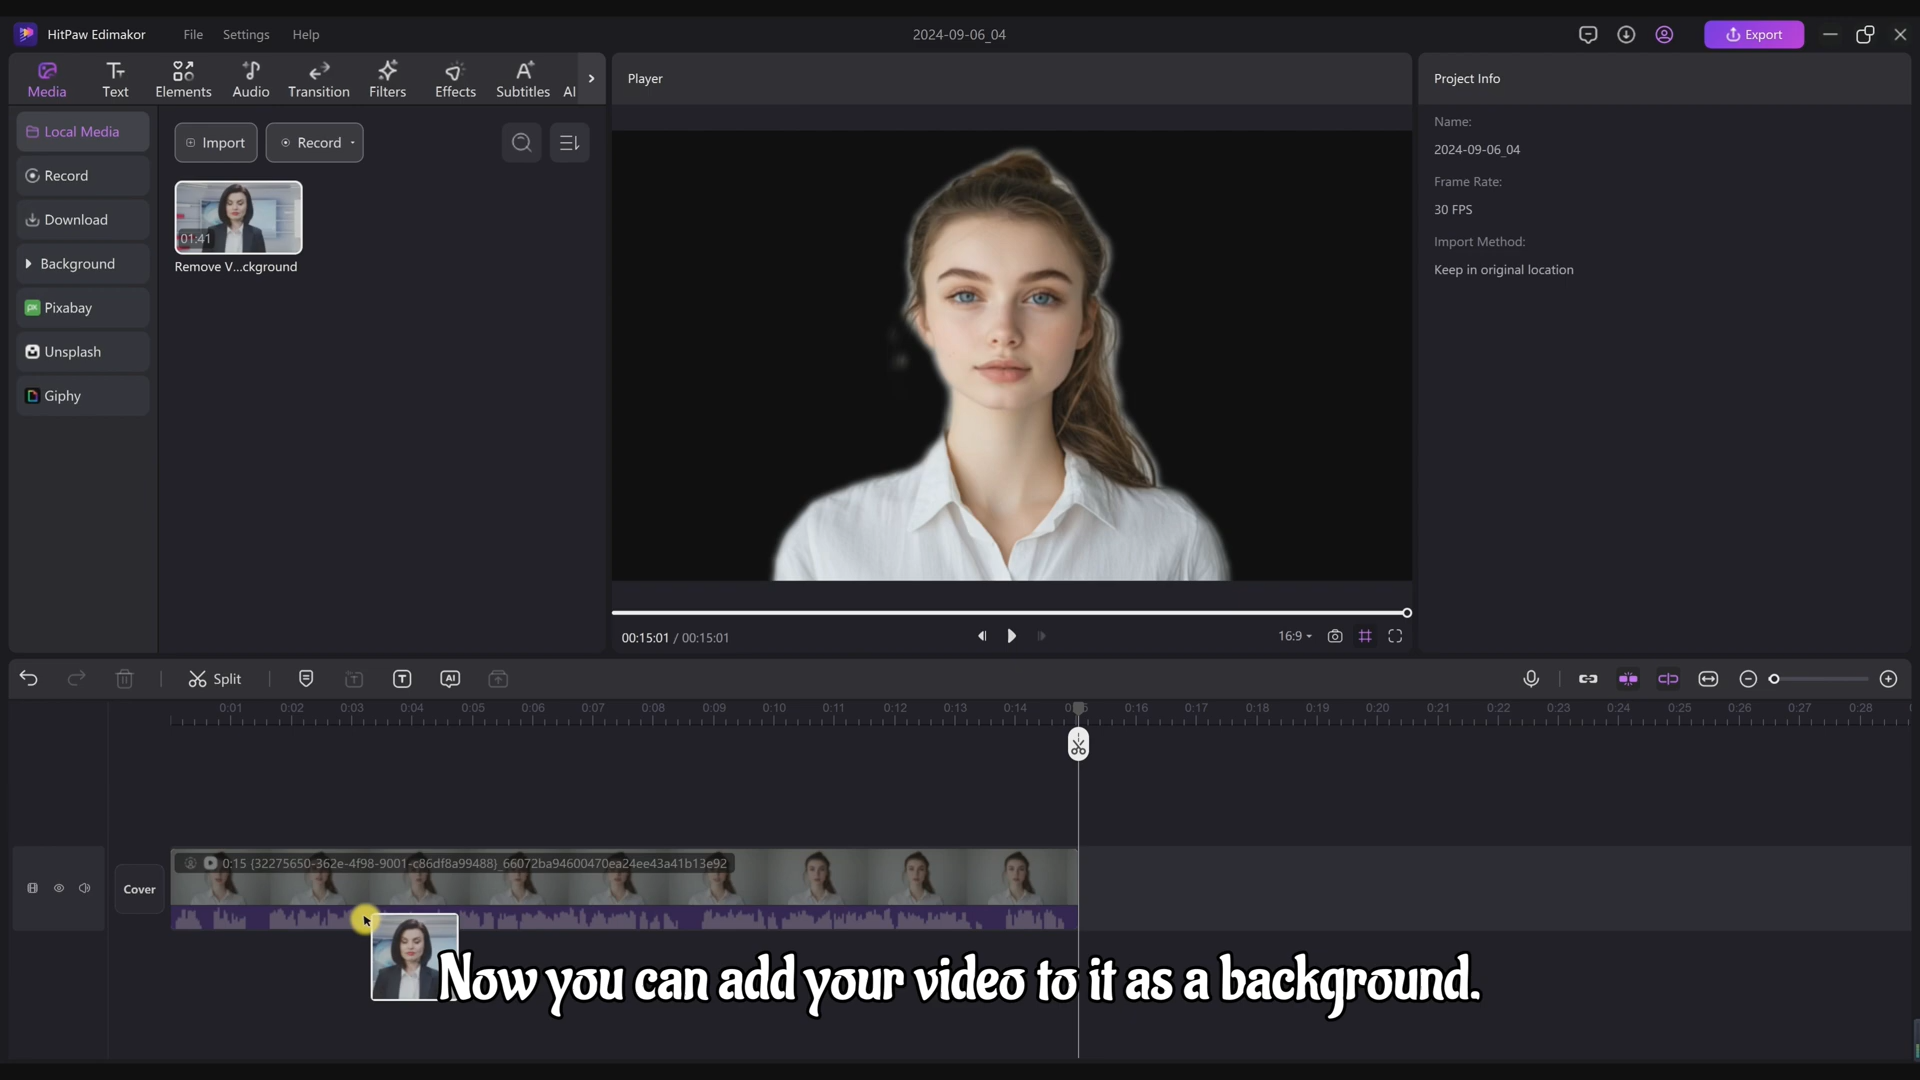 HitPaw Edimakor
File
Settings
Help
2024-09-06_04
Export
Media
Text
Elements
Audio
Transition
Filters
Effects
Subtitles
AI
Player
Project Info
Local Media
Record
Download
Background
Pixabay
Unsplash
Giphy
Import
Record
01:41
Remove V...ckground
Name:
2024-09-06_04
Frame Rate:
30 FPS
Import Method:
Keep in original location
00:15:01 / 00:15:01
16:9
Split
0:01 0:02 0:03 0:04 0:05 0:06 0:07 0:08 0:09 0:10 0:11 0:12 0:13 0:14 0:16 0:17 0:18 0:19 0:20 0:21 0:22 0:23 0:24 0:25 0:26 0:27 0:28
Cover
0:15 {32275650-362e-4f98-9001-c86df8a99488}_66072ba94600470ea24ee43a41b13e92
Now you can add your video to it as a background.